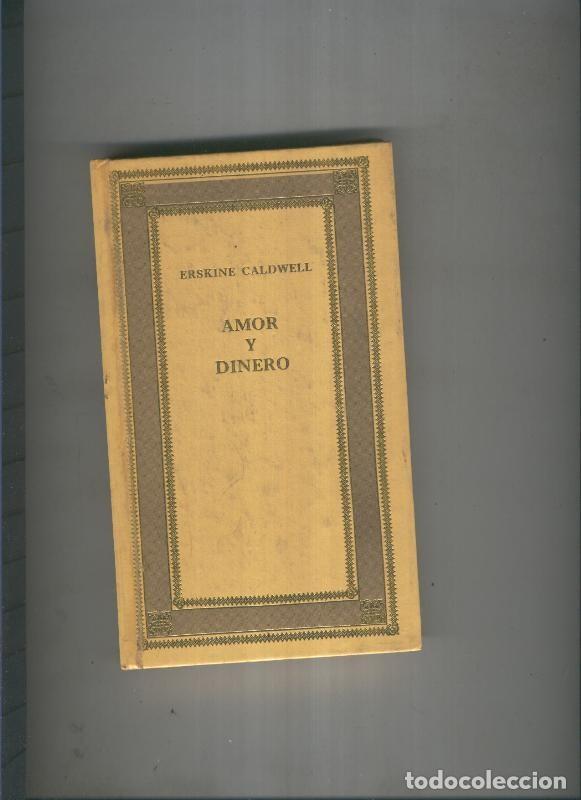 ERSKINE CALDWELL
AMOR
Y
DINERO
todocoleccion